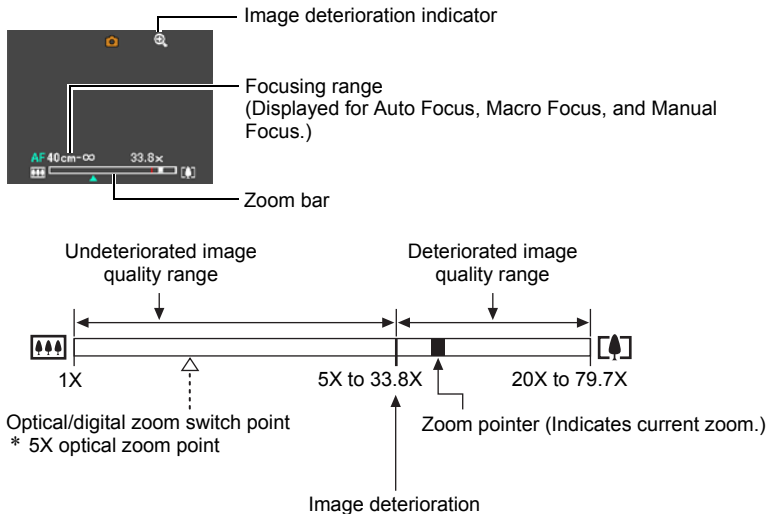 Image deterioration indicator
Focusing range
(Displayed for Auto Focus, Macro Focus, and Manual
Focus.)
AF 40cm-∞ 33.8x
Zoom bar
Undeteriorated image
quality range
Deteriorated image
quality range
1X
5X to 33.8X
20X to 79.7X
Optical/digital zoom switch point
* 5X optical zoom point
Zoom pointer (Indicates current zoom.)
Image deterioration